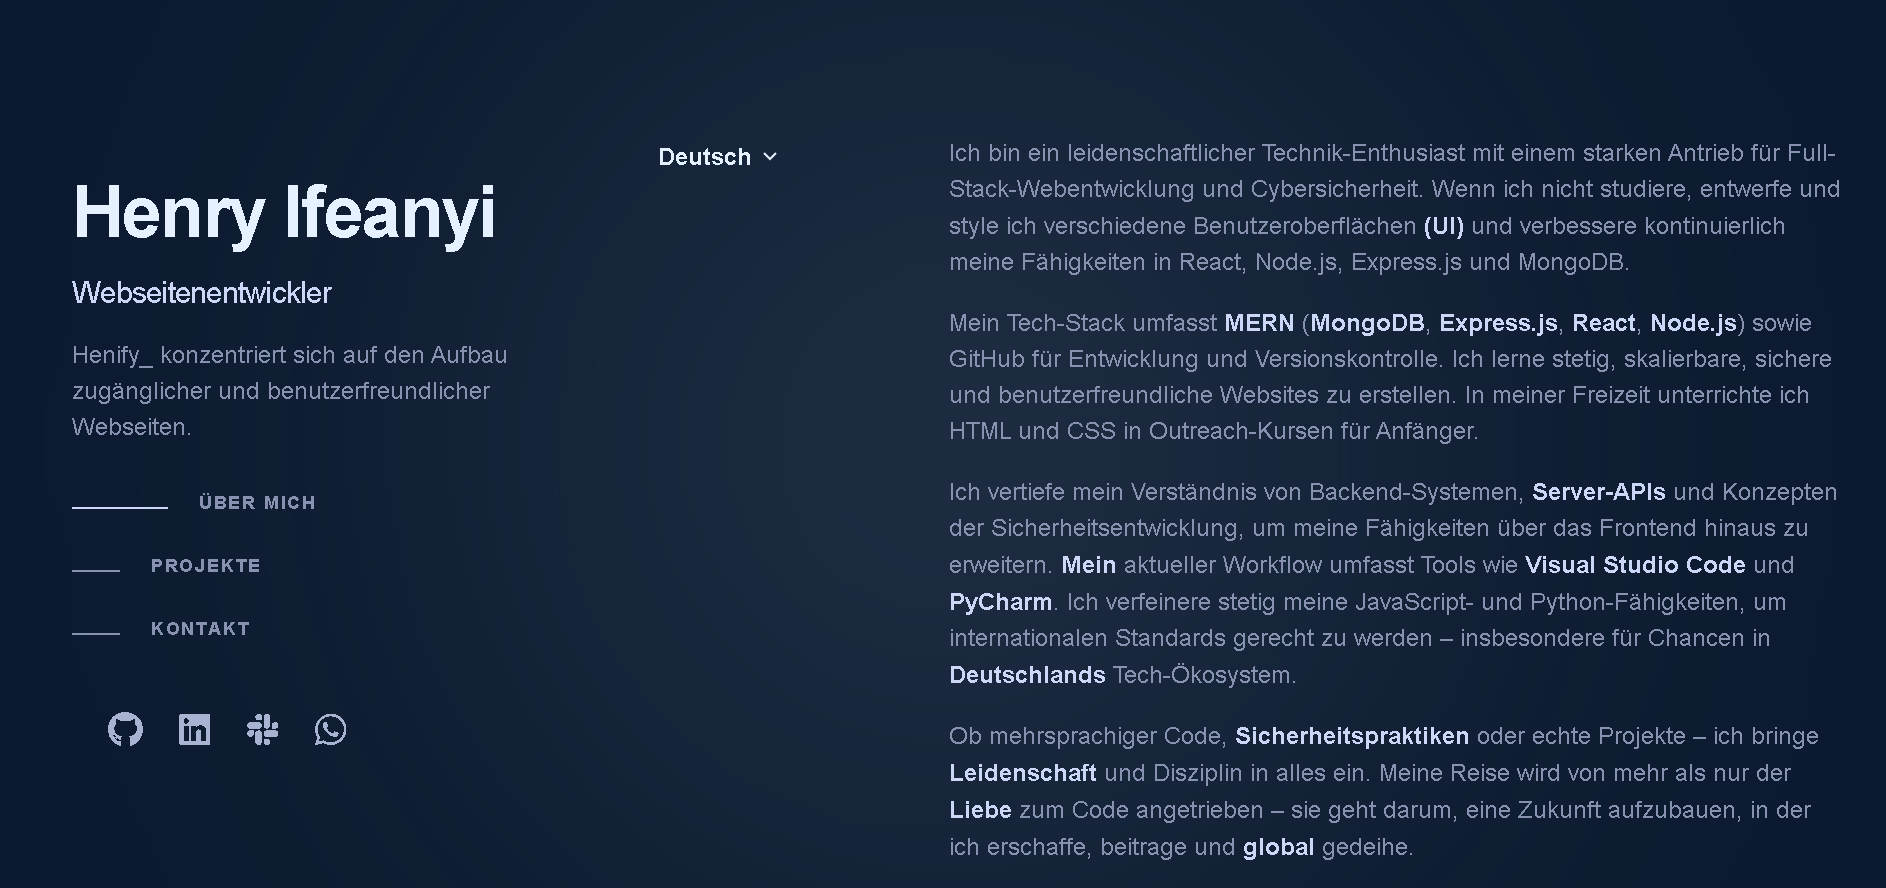 Deutsch
Henry Ifeanyi
Webseitenentwickler
Henify_ konzentriert sich auf den Aufbau
zugänglicher und benutzerfreundlicher
Webseiten.
ÜBER MICH
PROJEKTE
KONTAKT
Ich bin ein leidenschaftlicher Technik-Enthusiast mit einem starken Antrieb für Full-
Stack-Webentwicklung und Cybersicherheit. Wenn ich nicht studiere, entwerfe und
style ich verschiedene Benutzeroberflächen (UI) und verbessere kontinuierlich
meine Fähigkeiten in React, Node.js, Express.js und MongoDB.
Mein Tech-Stack umfasst MERN (MongoDB, Express.js, React, Node.js) sowie
GitHub für Entwicklung und Versionskontrolle. Ich lerne stetig, skalierbare, sichere
und benutzerfreundliche Websites zu erstellen. In meiner Freizeit unterrichte ich
HTML und CSS in Outreach-Kursen für Anfänger.
Ich vertiefe mein Verständnis von Backend-Systemen, Server-APIs und Konzepten
der Sicherheitsentwicklung, um meine Fähigkeiten über das Frontend hinaus zu
erweitern. Mein aktueller Workflow umfasst Tools wie Visual Studio Code und
PyCharm. Ich verfeinere stetig meine JavaScript- und Python-Fähigkeiten, um
internationalen Standards gerecht zu werden – insbesondere für Chancen in
Deutschlands Tech-Ökosystem.
Ob mehrsprachiger Code, Sicherheitspraktiken oder echte Projekte – ich bringe
Leidenschaft und Disziplin in alles ein. Meine Reise wird von mehr als nur der
Liebe zum Code angetrieben – sie geht darum, eine Zukunft aufzubauen, in der
ich erschaffe, beitrage und global gedeihe.